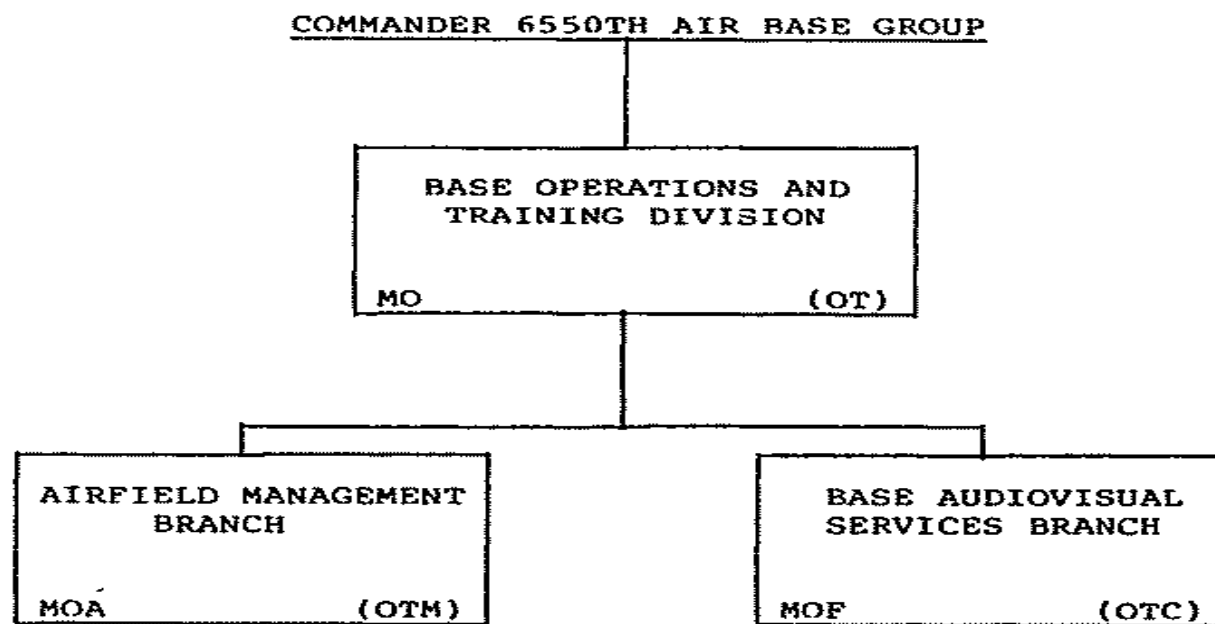 COMMANDER 6550TH AIR BASE GROUP
BASE OPERATIONS AND
TRAINING DIVISION
MO (OT)
AIRFIELD MANAGEMENT
BRANCH
MOA (OTM)
BASE AUDIOVISUAL
SERVICES BRANCH
MOF (OTC)